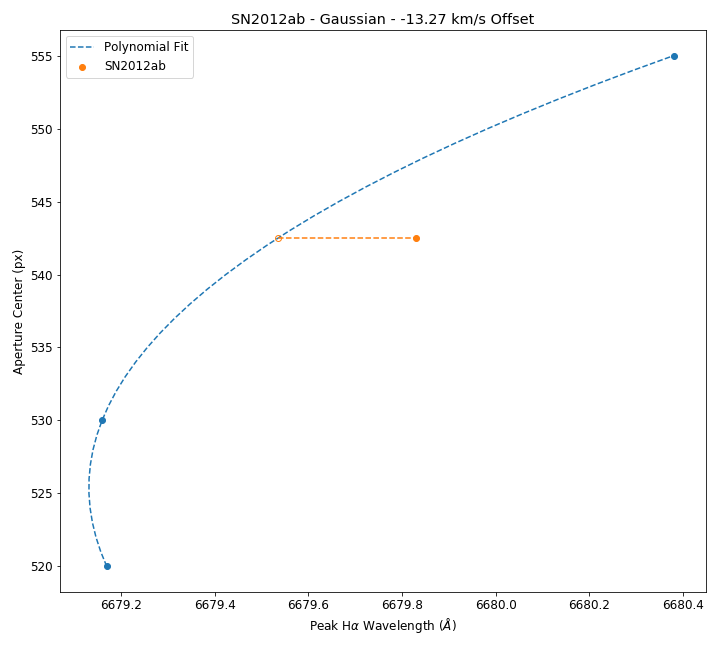 SN2012ab - Gaussian - -13.27 km/s Offset
Polynomial Fit
SN2012ab
Aperture Center (px)
555
550
545
540
535
530
525
520
6679.2 6679.4 6679.6 6679.8 6680.0 6680.2 6680.4
Peak Hα Wavelength (Å)